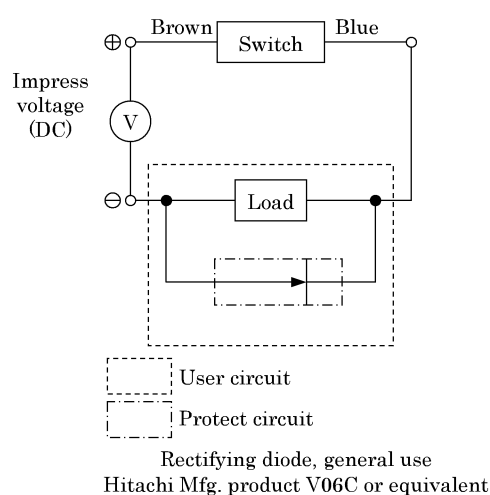 ⊕ Brown Switch Blue
Impress
voltage
(DC)
V
⊖ Load
User circuit
Protect circuit
Rectifying diode, general use
Hitachi Mfg. product V06C or equivalent